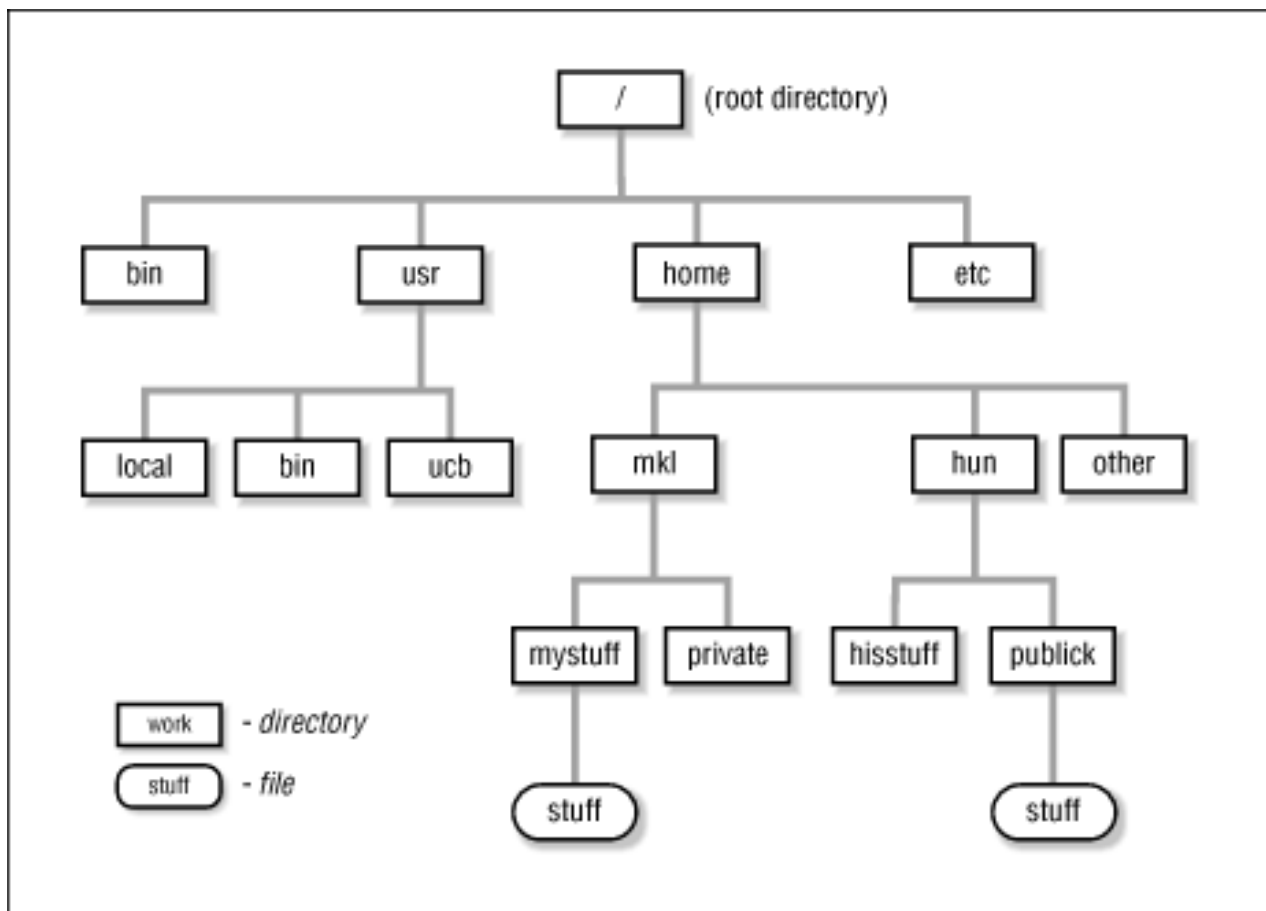 / (root directory)
bin usr home etc
local bin ucb mkl hun other
mystuff private hisstuff publick
work - directory
stuff - file
stuff stuff